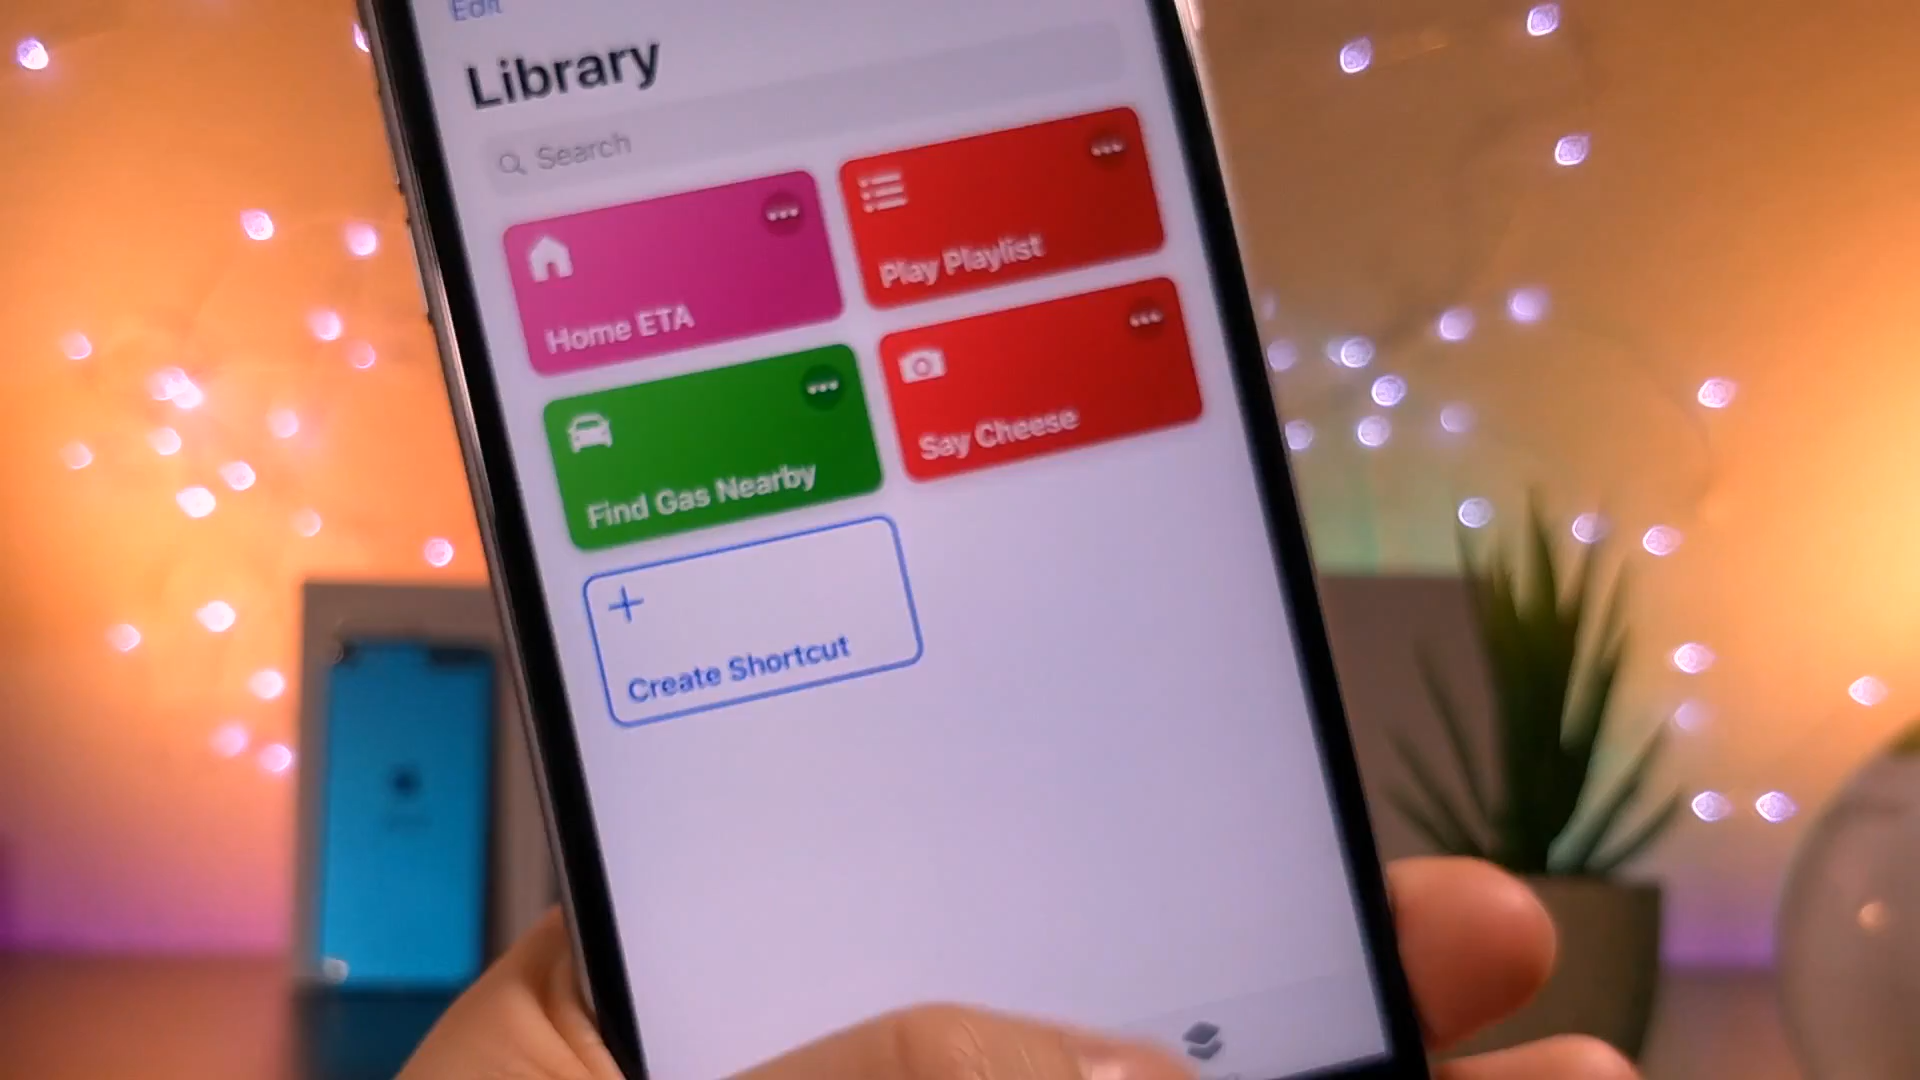 Edit
Library
Search
Home ETA
Play Playlist
Find Gas Nearby
Say Cheese
Create Shortcut